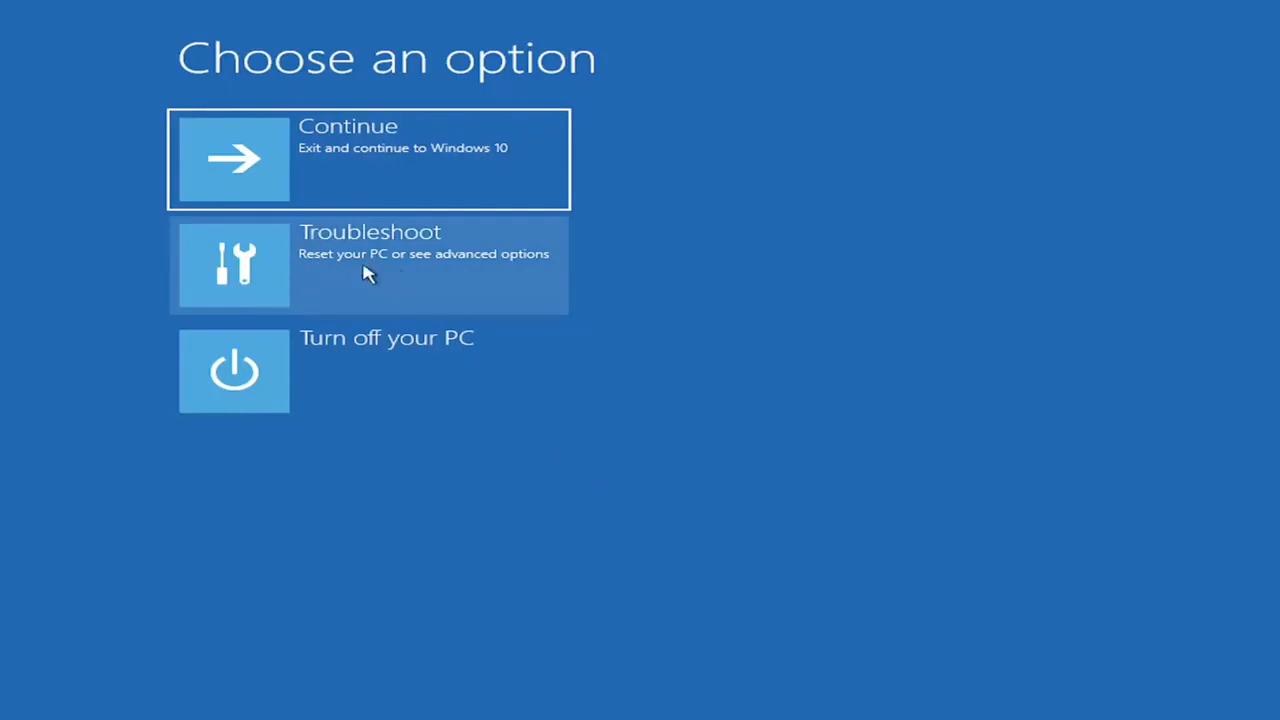 Choose an option
Continue
Exit and continue to Windows 10
Troubleshoot
Reset your PC or see advanced options
Turn off your PC